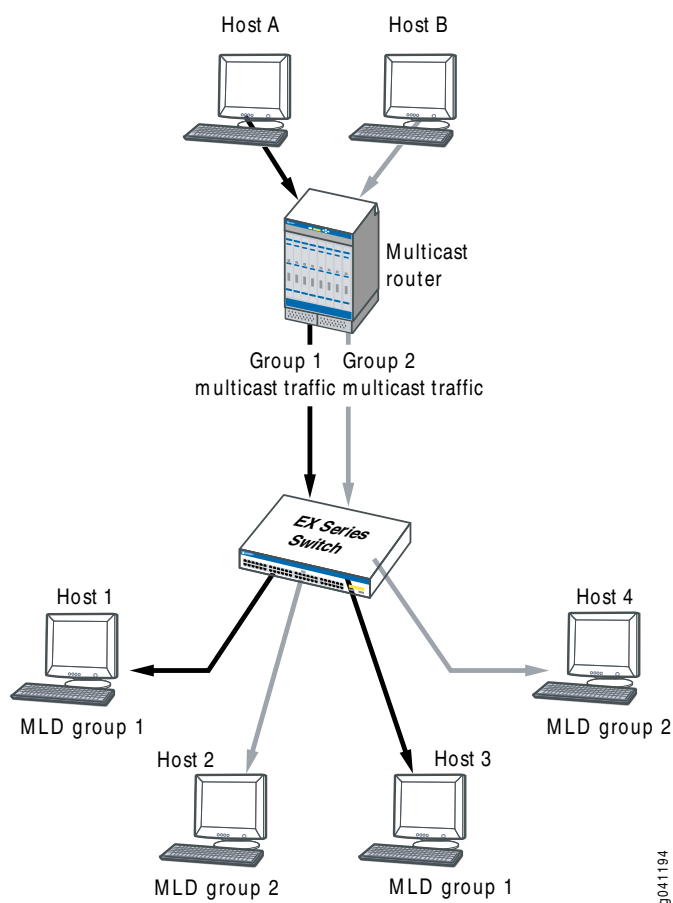 Host A
Host B
Multicast
router
Group 1
multicast traffic
Group 2
multicast traffic
EX Series
Switch
Host 1
MLD group 1
Host 4
MLD group 2
Host 2
MLD group 2
Host 3
MLD group 1
g041194